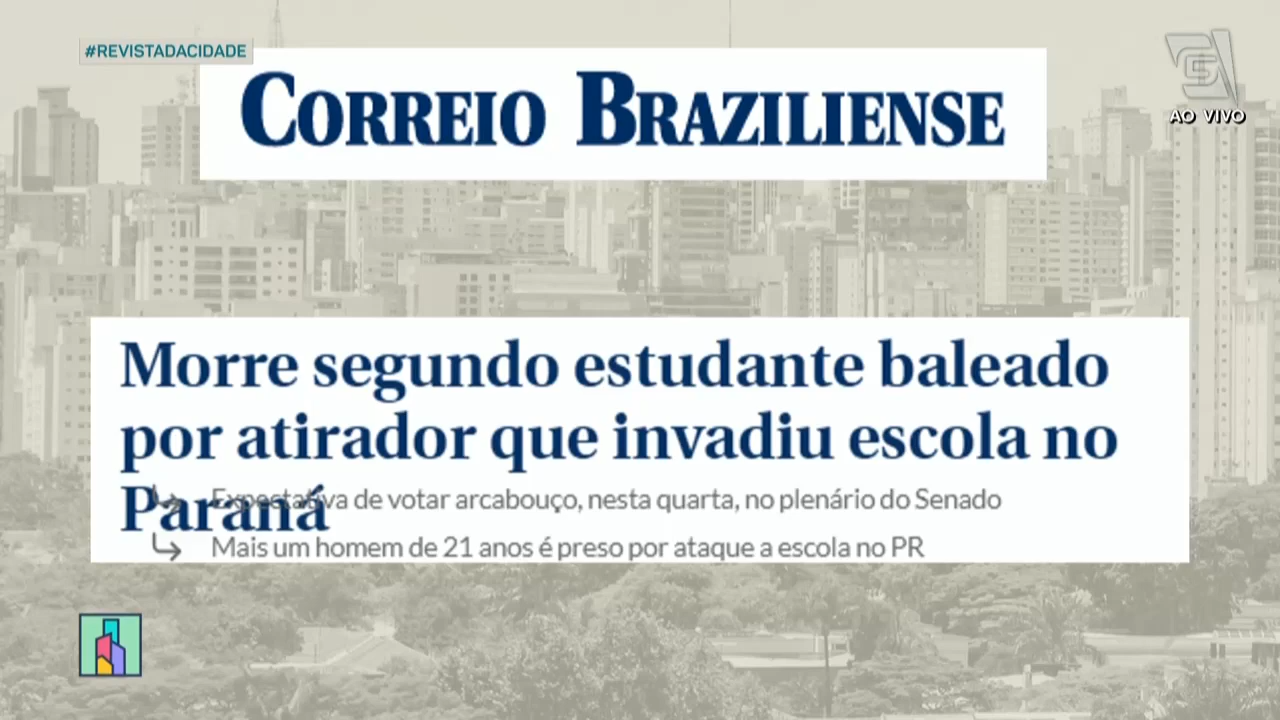 #REVISTADACIDADE
AO VIVO
CORREIO BRAZILIENSE
Morre segundo estudante baleado
por atirador que invadiu escola no
Paraná
Expectativa de votar arcabouço, nesta quarta, no plenário do Senado
Mais um homem de 21 anos é preso por ataque a escola no PR